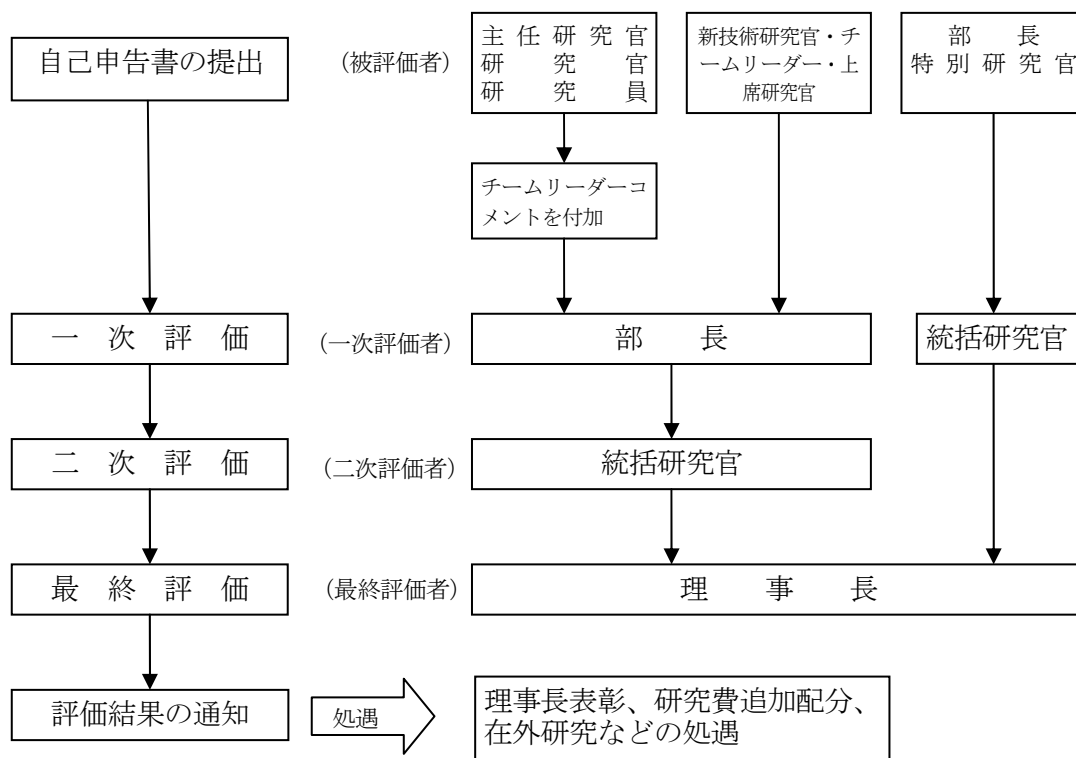 自己申告書の提出
(被評価者)
主任研究官
研究官
研究員
新技術研究官・チ
ームリーダー・上
席研究官
部長
特別研究官
チームリーダーコ
メントを付加
一次評価
(一次評価者)
部長
統括研究官
二次評価
(二次評価者)
統括研究官
最終評価
(最終評価者)
理事長
評価結果の通知
処遇
理事長表彰、研究費追加配分、
在外研究などの処遇